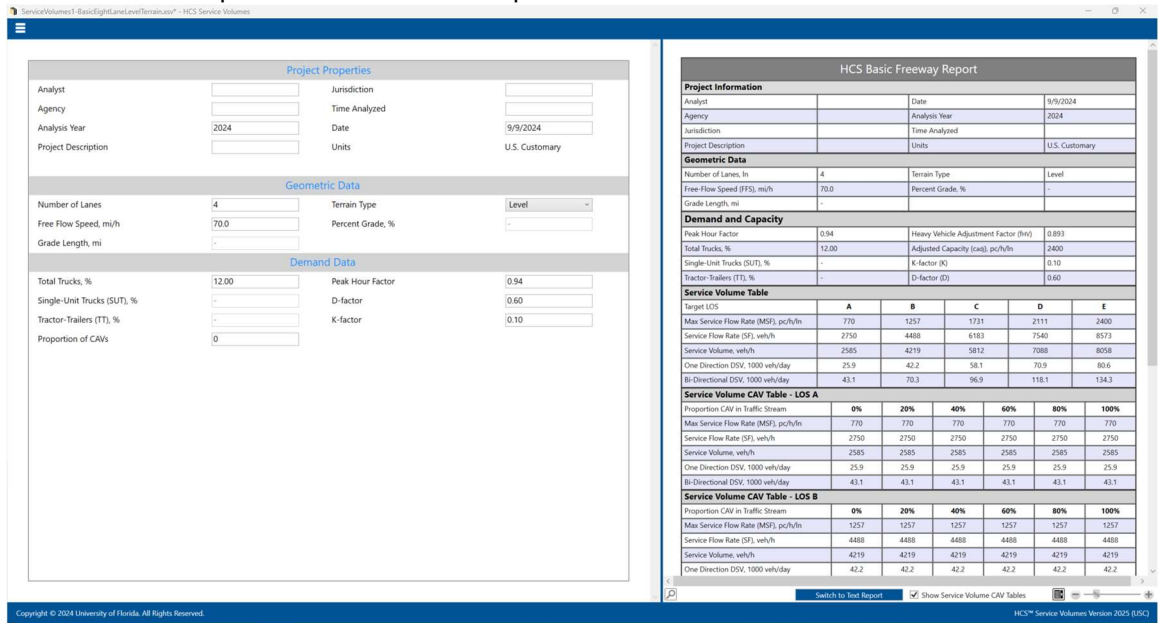 ServiceVolumes1-BasicEightLaneLevelTerrain.xsv* - HCS Service Volumes
Project Properties
Analyst Jurisdiction
Agency Time Analyzed
Analysis Year 2024 Date 9/9/2024
Project Description Units U.S. Customary
Geometric Data
Number of Lanes 4 Terrain Type Level
Free Flow Speed, mi/h 70.0 Percent Grade, % -
Grade Length, mi -
Demand Data
Total Trucks, % 12.00 Peak Hour Factor 0.94
Single-Unit Trucks (SUT), % - D-factor 0.60
Tractor-Trailers (TT), % - K-factor 0.10
Proportion of CAVs 0
HCS Basic Freeway Report
Project Information
Analyst Date 9/9/2024
Agency Analysis Year 2024
Jurisdiction Time Analyzed
Project Description Units U.S. Customary
Geometric Data
Number of Lanes, ln 4 Terrain Type Level
Free-Flow Speed (FFS), mi/h 70.0 Percent Grade, % -
Grade Length, mi -
Demand and Capacity
Peak Hour Factor 0.94 Heavy Vehicle Adjustment Factor (fHV) 0.893
Total Trucks, % 12.00 Adjusted Capacity (cadj), pc/h/ln 2400
Single-Unit Trucks (SUT), % - K-factor (K) 0.10
Tractor-Trailers (TT), % - D-factor (D) 0.60
Service Volume Table
Target LOS A B C D E
Max Service Flow Rate (MSF), pc/h/ln 770 1257 1731 2111 2400
Service Flow Rate (SF), veh/h 2750 4488 6183 7540 8573
Service Volume, veh/h 2585 4219 5812 7088 8058
One Direction DSV, 1000 veh/day 25.9 42.2 58.1 70.9 80.6
Bi-Directional DSV, 1000 veh/day 43.1 70.3 96.9 118.1 134.3
Service Volume CAV Table - LOS A
Proportion CAV in Traffic Stream 0% 20% 40% 60% 80% 100%
Max Service Flow Rate (MSF), pc/h/ln 770 770 770 770 770 770
Service Flow Rate (SF), veh/h 2750 2750 2750 2750 2750 2750
Service Volume, veh/h 2585 2585 2585 2585 2585 2585
One Direction DSV, 1000 veh/day 25.9 25.9 25.9 25.9 25.9 25.9
Bi-Directional DSV, 1000 veh/day 43.1 43.1 43.1 43.1 43.1 43.1
Service Volume CAV Table - LOS B
Proportion CAV in Traffic Stream 0% 20% 40% 60% 80% 100%
Max Service Flow Rate (MSF), pc/h/ln 1257 1257 1257 1257 1257 1257
Service Flow Rate (SF), veh/h 4488 4488 4488 4488 4488 4488
Service Volume, veh/h 4219 4219 4219 4219 4219 4219
One Direction DSV, 1000 veh/day 42.2 42.2 42.2 42.2 42.2 42.2
Switch to Text Report Show Service Volume CAV Tables
Copyright © 2024 University of Florida. All Rights Reserved. HCS™ Service Volumes Version 2025 (USC)